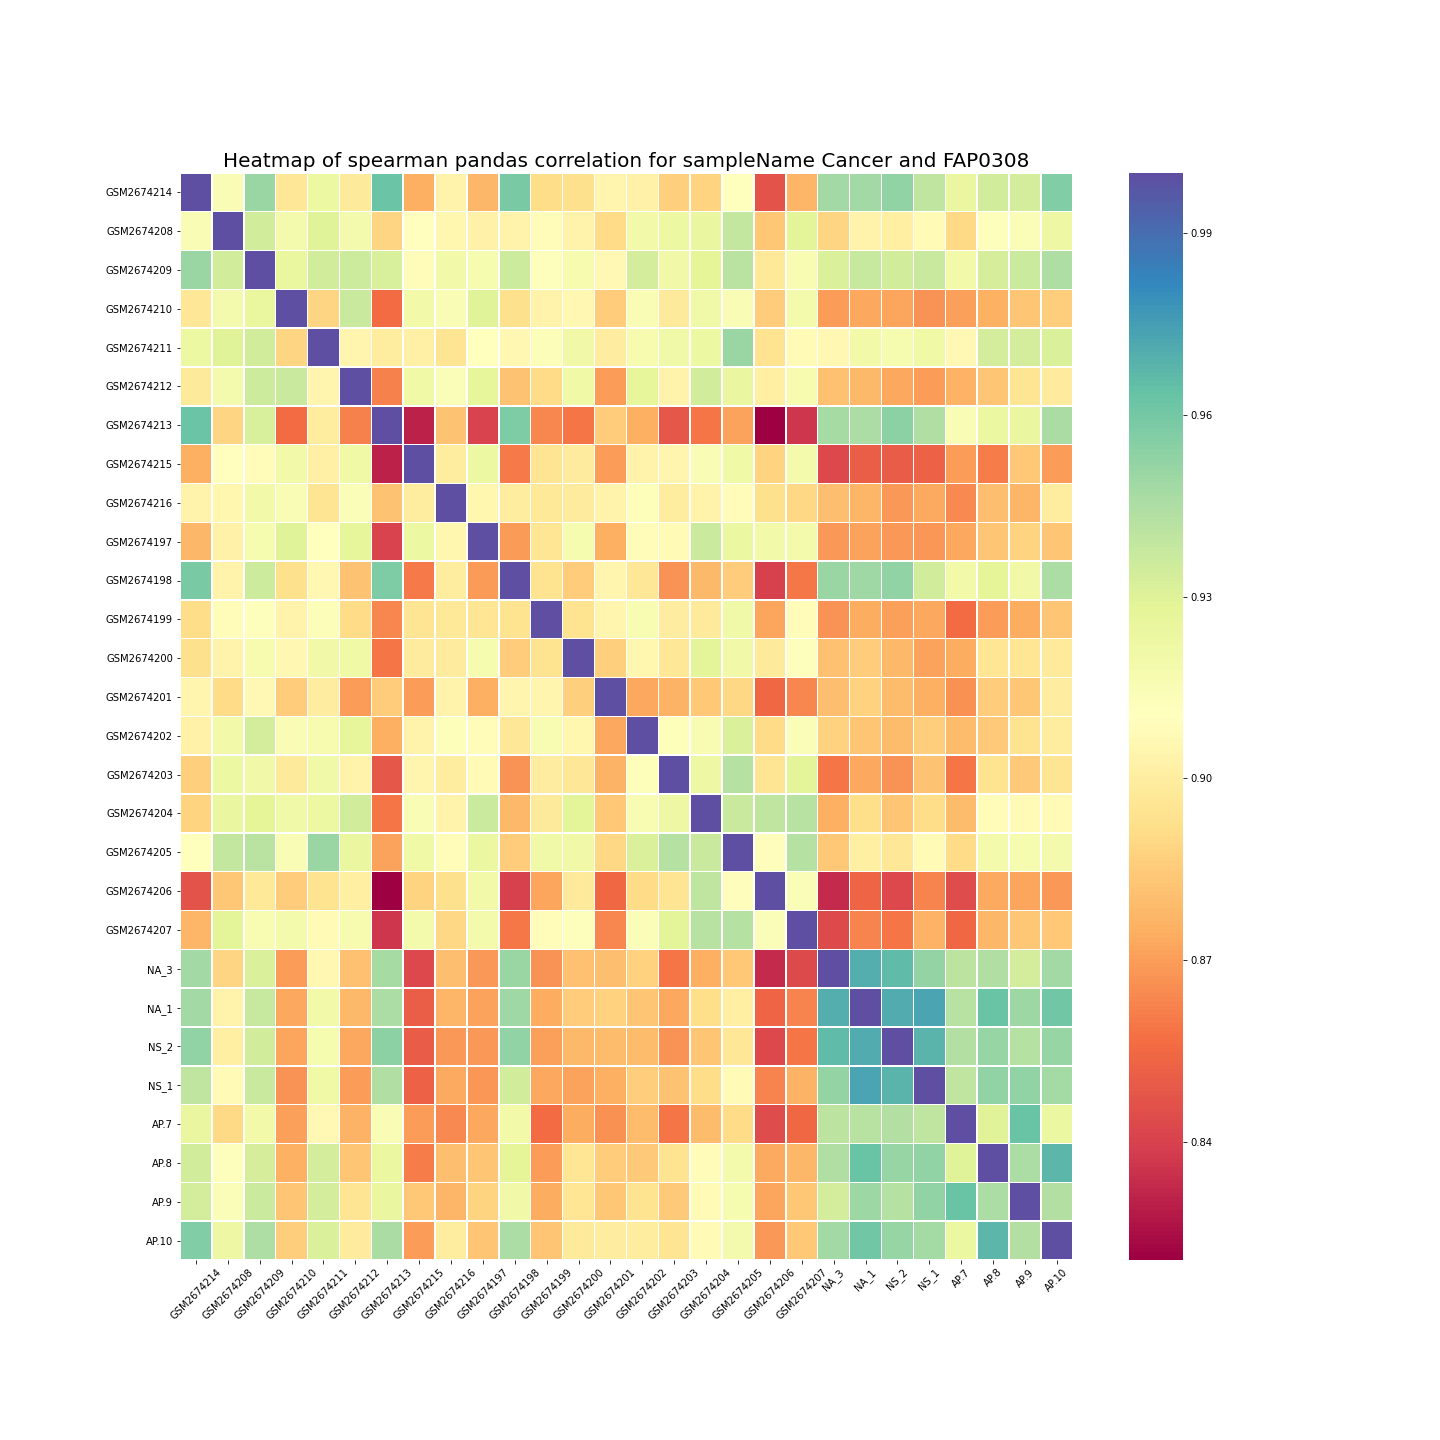 Heatmap of spearman pandas correlation for sampleName Cancer and FAP0308
GSM2674214
GSM2674208
GSM2674209
GSM2674210
GSM2674211
GSM2674212
GSM2674213
GSM2674215
GSM2674216
GSM2674197
GSM2674198
GSM2674199
GSM2674200
GSM2674201
GSM2674202
GSM2674203
GSM2674204
GSM2674205
GSM2674206
GSM2674207
NA_3
NA_1
NS_2
NS_1
AP.7
AP.8
AP.9
AP.10
GSM2674214
GSM2674208
GSM2674209
GSM2674210
GSM2674211
GSM2674212
GSM2674213
GSM2674215
GSM2674216
GSM2674197
GSM2674198
GSM2674199
GSM2674200
GSM2674201
GSM2674202
GSM2674203
GSM2674204
GSM2674205
GSM2674206
GSM2674207
NA_3
NA_1
NS_2
NS_1
AP.7
AP.8
AP.9
AP.10
0.99
0.96
0.93
0.90
0.87
0.84